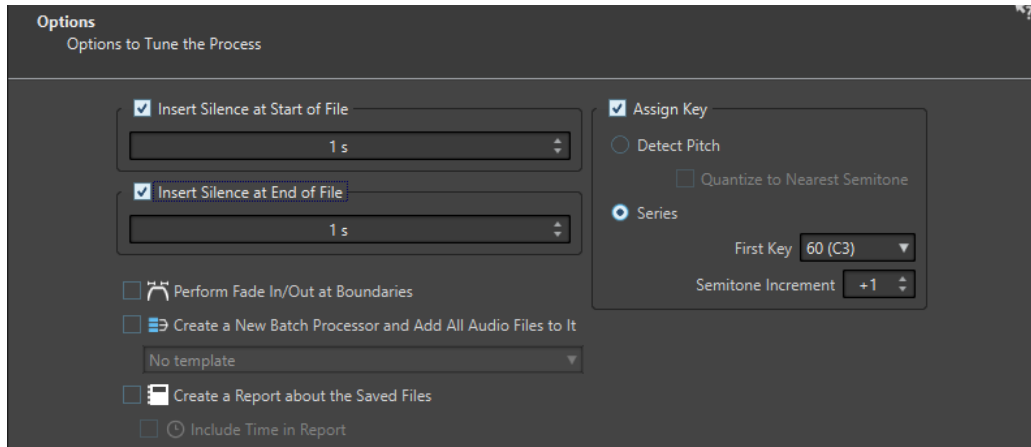 Options
Options to Tune the Process
Insert Silence at Start of File
1 s
Insert Silence at End of File
1 s
Perform Fade In/Out at Boundaries
Create a New Batch Processor and Add All Audio Files to It
No template
Create a Report about the Saved Files
Include Time in Report
Assign Key
Detect Pitch
Quantize to Nearest Semitone
Series
First Key 60 (C3)
Semitone Increment +1